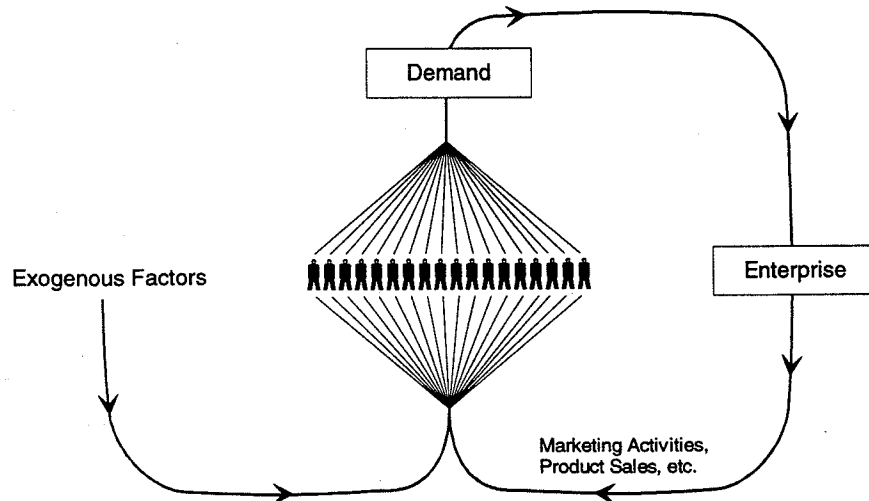 Demand
Exogenous Factors
Enterprise
Marketing Activities,
Product Sales, etc.